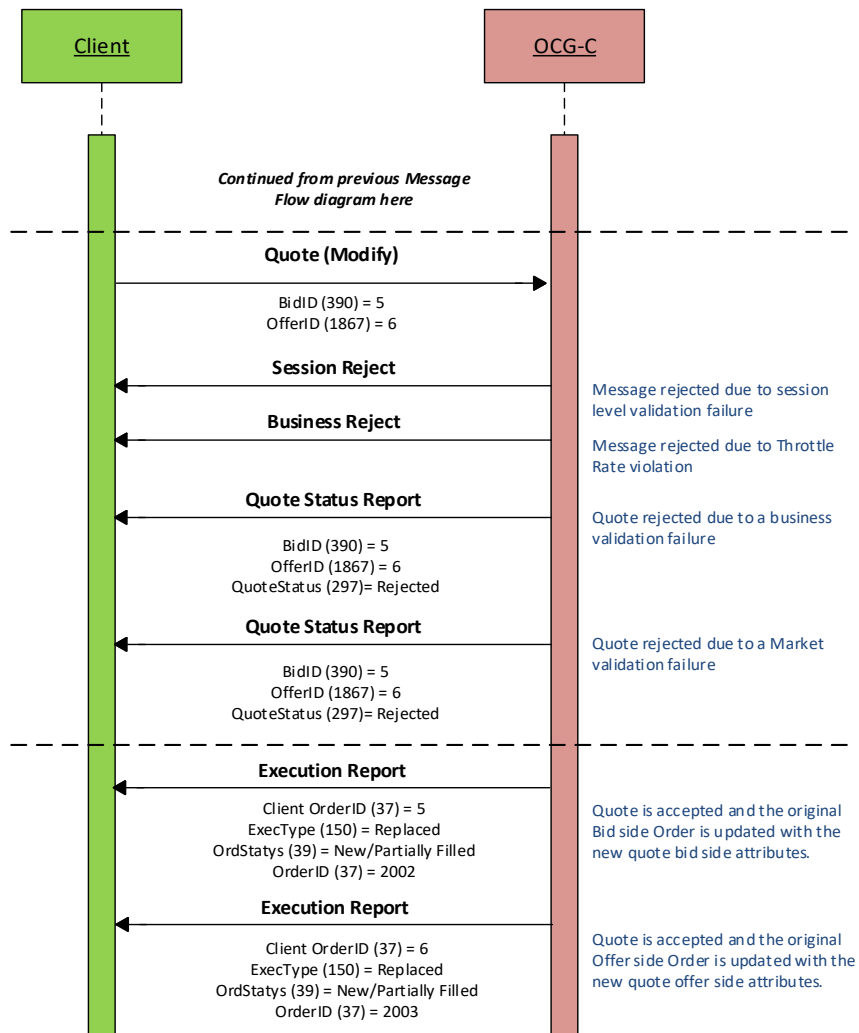 Client
OCG-C
Continued from previous Message
Flow diagram here
Quote (Modify)
BidID (390) = 5
OfferID (1867) = 6
Session Reject
Message rejected due to session
level validation failure
Business Reject
Message rejected due to Throttle
Rate violation
Quote Status Report
Quote rejected due to a business
validation failure
BidID (390) = 5
OfferID (1867) = 6
QuoteStatus (297)= Rejected
Quote Status Report
Quote rejected due to a Market
validation failure
BidID (390) = 5
OfferID (1867) = 6
QuoteStatus (297)= Rejected
Execution Report
Client OrderID (37) = 5
ExecType (150) = Replaced
OrdStatys (39) = New/Partially Filled
OrderID (37) = 2002
Quote is accepted and the original
Bid side Order is updated with the
new quote bid side attributes.
Execution Report
Client OrderID (37) = 6
ExecType (150) = Replaced
OrdStatys (39) = New/Partially Filled
OrderID (37) = 2003
Quote is accepted and the original
Offer side Order is updated with the
new quote offer side attributes.